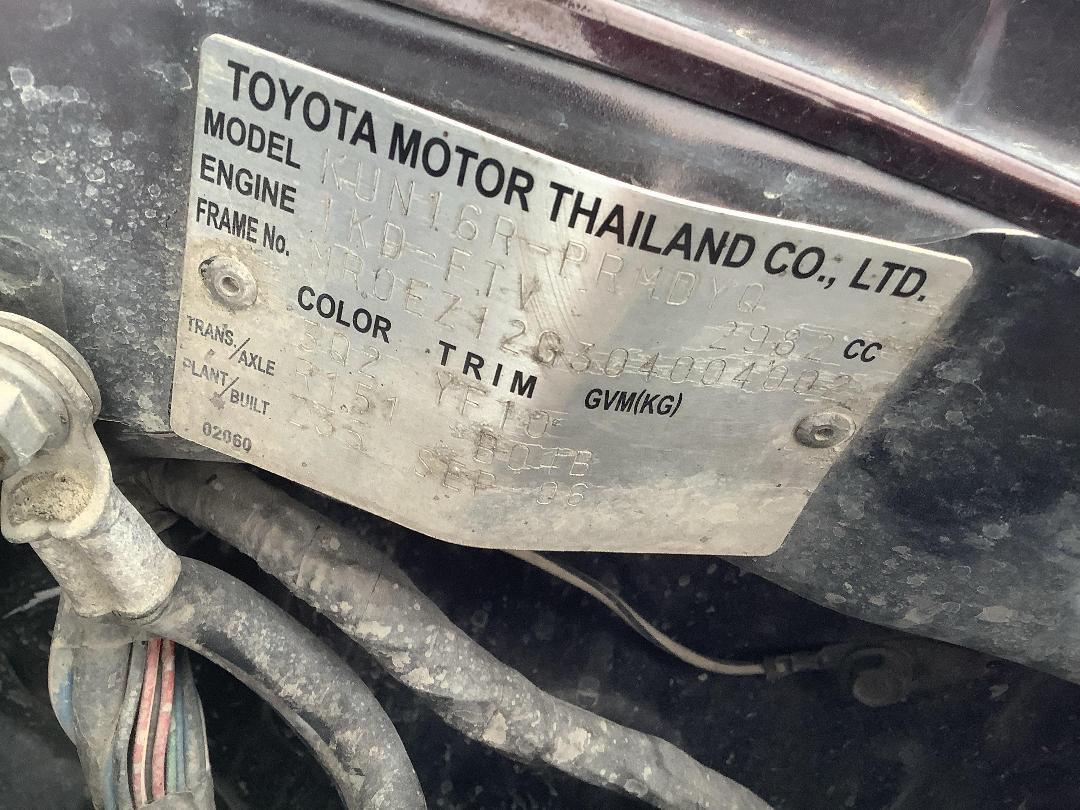 TOYOTA MOTOR THAILAND CO., LTD.
MODEL KUN16R-PRMDYQ
ENGINE 1KD-FTV 2982 CC
FRAME No. MR0EZ12G304004002
COLOR TRIM GVM(KG)
3Q2 YF10
TRANS./AXLE R151 B01B
PLANT/BUILT SEP-06
02060